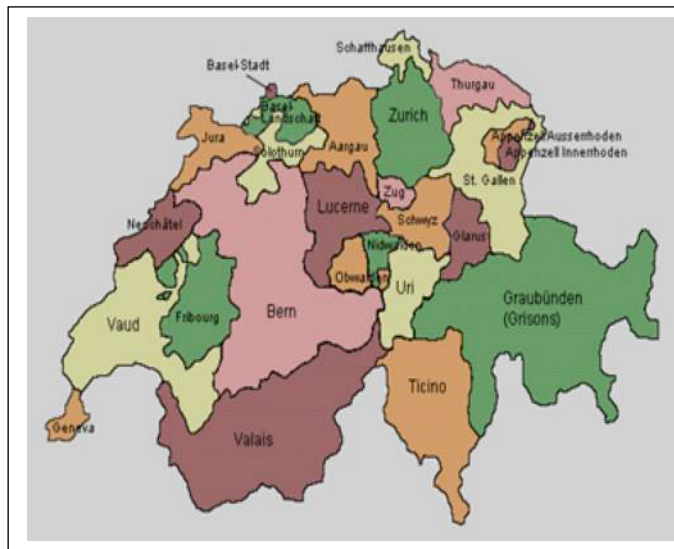 Schaffhausen
Basel-Stadt
Thurgau
Basel-
Landschaft
Zurich
Jura
Aargau
Appenzell Ausserrhoden
Solothurn
Appenzell Innerrhoden
St. Gallen
Zug
Lucerne
Neuchâtel
Schwyz
Glarus
Nidwalden
Obwalden
Uri
Graubünden
(Grisons)
Vaud
Fribourg
Bern
Ticino
Geneva
Valais